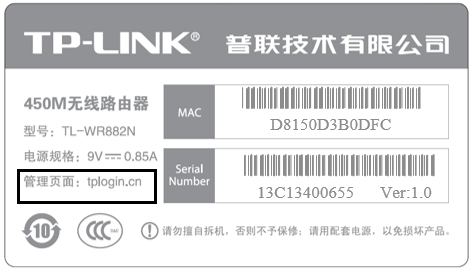 TP-LINK® 普联技术有限公司
450M无线路由器
型号：TL-WR882N
电源规格：9V⎓0.85A
管理页面：tplogin.cn
MAC
D8150D3B0DFC
Serial
Number
13C13400655 Ver:1.0
10
CCC
! 请勿擅自拆机，否则不予保修；请用配套电源，以免损坏产品。